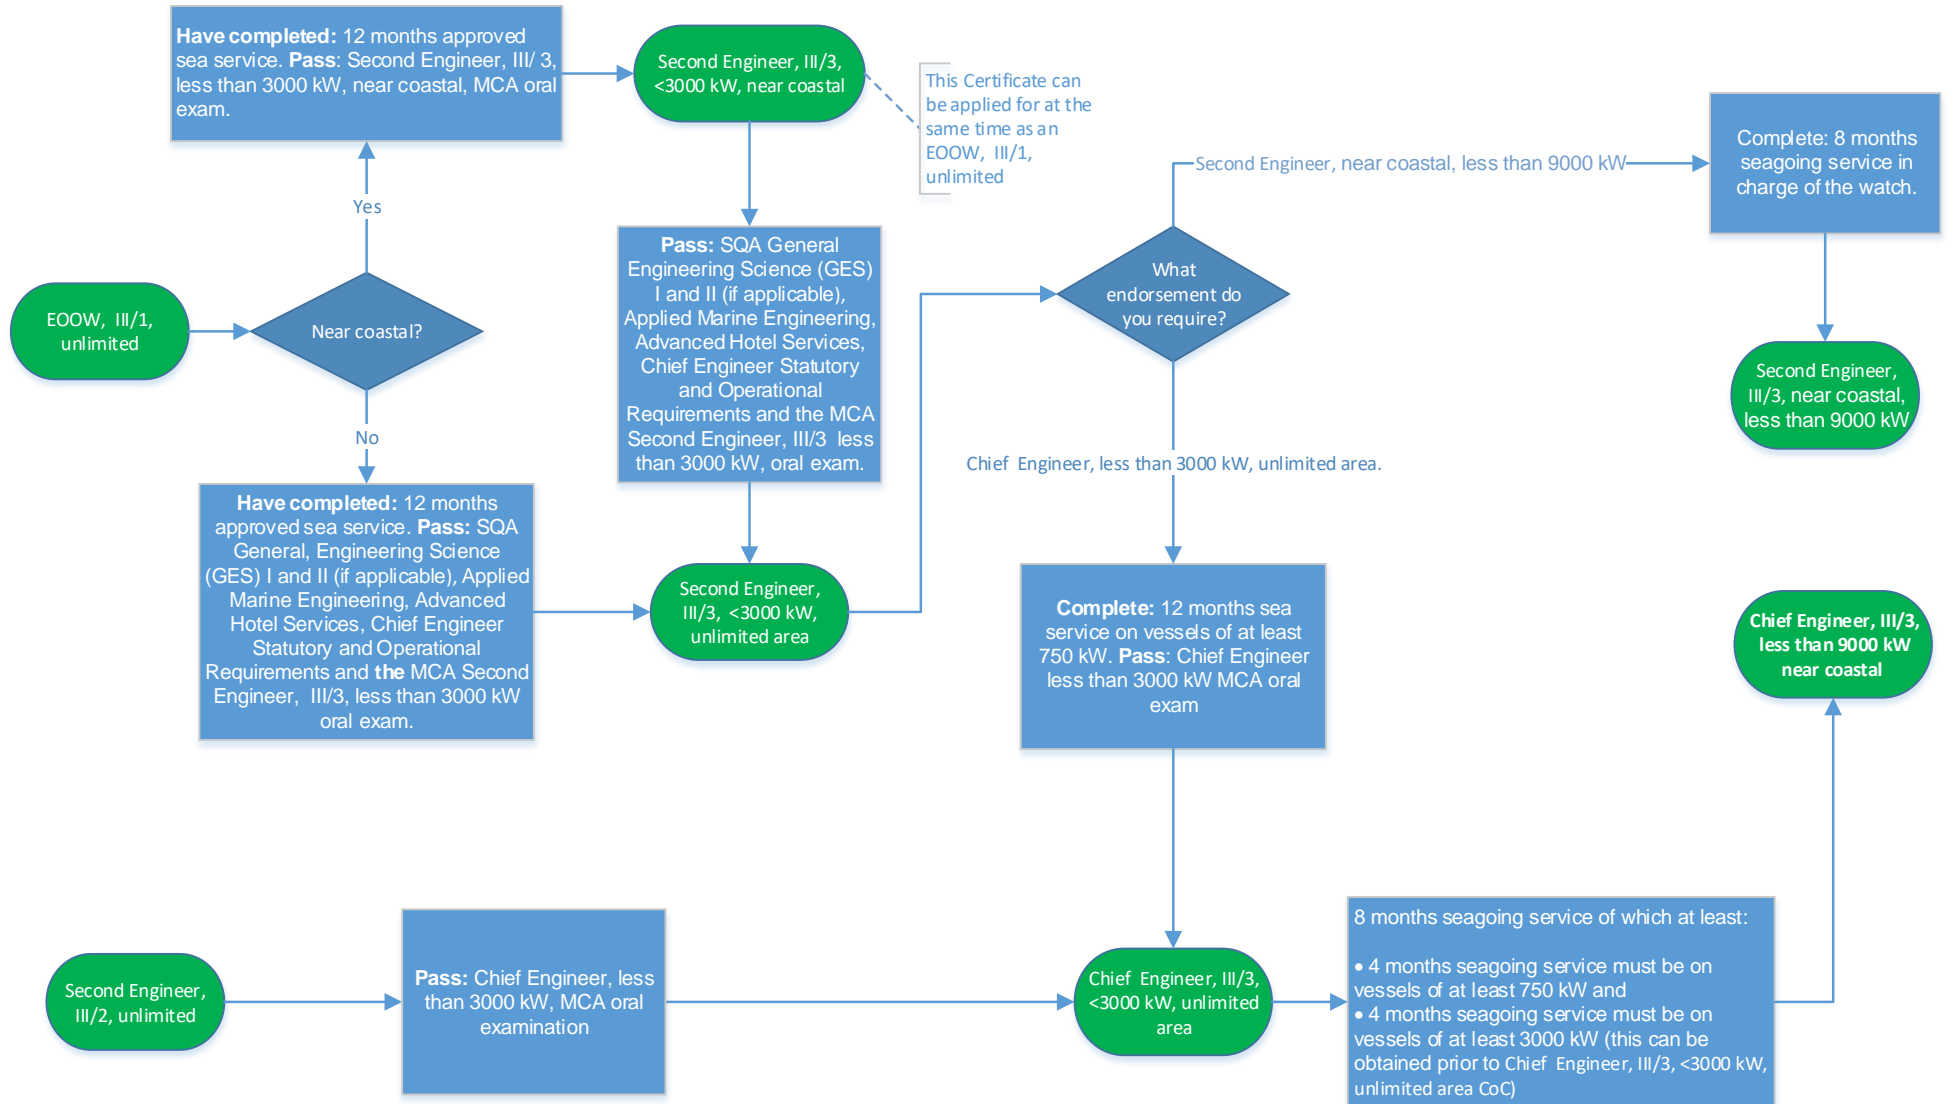 Have completed: 12 months approved
sea service. Pass: Second Engineer, III/ 3,
less than 3000 kW, near coastal, MCA oral
exam.
Second Engineer, III/3,
<3000 kW, near coastal
This Certificate can
be applied for at the
same time as an
EOOW, III/1,
unlimited
Second Engineer, near coastal, less than 9000 kW
Complete: 8 months
seagoing service in
charge of the watch.
Yes
EOOW, III/1,
unlimited
Near coastal?
No
Pass: SQA General
Engineering Science (GES)
I and II (if applicable),
Applied Marine Engineering,
Advanced Hotel Services,
Chief Engineer Statutory
and Operational
Requirements and the MCA
Second Engineer, III/3 less
than 3000 kW, oral exam.
What
endorsement do
you require?
Second Engineer,
III/3, near coastal,
less than 9000 kW
Chief Engineer, less than 3000 kW, unlimited area.
Have completed: 12 months
approved sea service. Pass: SQA
General, Engineering Science
(GES) I and II (if applicable), Applied
Marine Engineering, Advanced
Hotel Services, Chief Engineer
Statutory and Operational
Requirements and the MCA Second
Engineer, III/3, less than 3000 kW
oral exam.
Second Engineer,
III/3, <3000 kW,
unlimited area
Complete: 12 months sea
service on vessels of at least
750 kW. Pass: Chief Engineer
less than 3000 kW MCA oral
exam
Chief Engineer, III/3,
less than 9000 kW
near coastal
Second Engineer,
III/2, unlimited
Pass: Chief Engineer, less
than 3000 kW, MCA oral
examination
Chief Engineer, III/3,
<3000 kW, unlimited
area
8 months seagoing service of which at least:
• 4 months seagoing service must be on
vessels of at least 750 kW and
• 4 months seagoing service must be on
vessels of at least 3000 kW (this can be
obtained prior to Chief Engineer, III/3, <3000 kW,
unlimited area CoC)